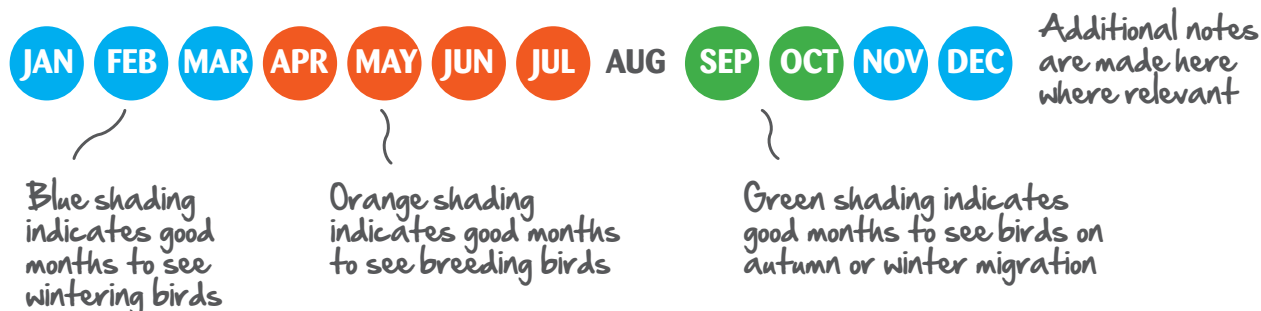 JAN FEB MAR APR MAY JUN JUL AUG SEP OCT NOV DEC
Additional notes
are made here
where relevant
Blue shading
indicates good
months to see
wintering birds
Orange shading
indicates good months
to see breeding birds
Green shading indicates
good months to see birds on
autumn or winter migration